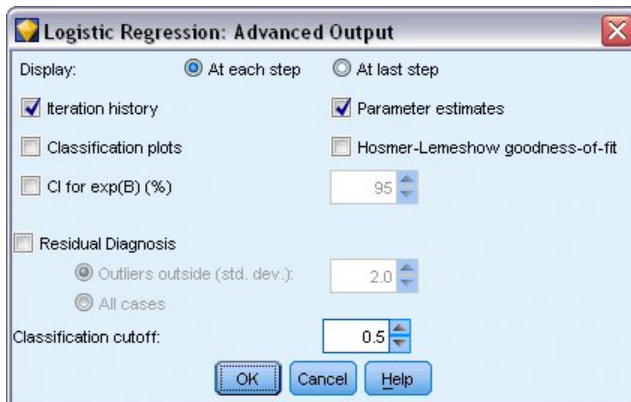 Logistic Regression: Advanced Output
Display: At each step At last step
Iteration history Parameter estimates
Classification plots Hosmer-Lemeshow goodness-of-fit
CI for exp(B) (%) 95
Residual Diagnosis
Outliers outside (std. dev.): 2.0
All cases
Classification cutoff: 0.5
OK Cancel Help